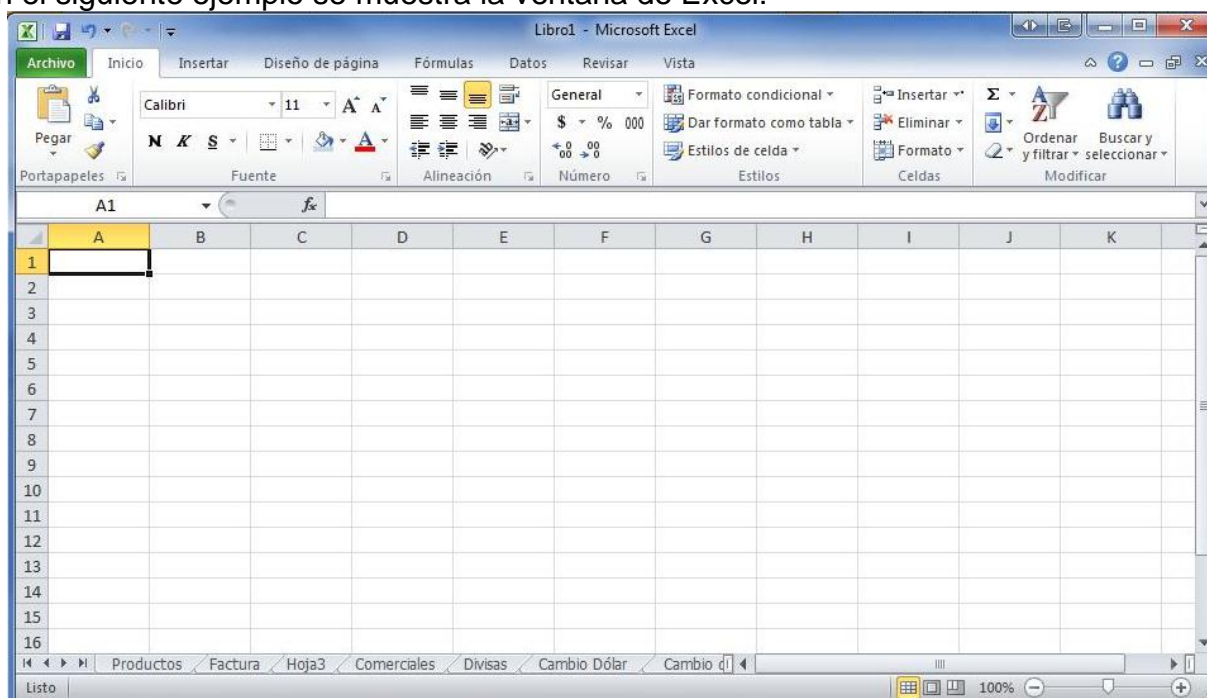 n el siguiente ejemplo se muestra la ventana de Excel.
Libro1 - Microsoft Excel
Archivo Inicio Insertar Diseño de página Fórmulas Datos Revisar Vista
Calibri 11 A A General Formato condicional Insertar Σ
Pegar N K S A $ % 000 Dar formato como tabla Eliminar Ordenar Buscar y
Estilos de celda Formato y filtrar seleccionar
Portapapeles Fuente Alineación Número Estilos Celdas Modificar
A1 fx
A B C D E F G H I J K
1
2
3
4
5
6
7
8
9
10
11
12
13
14
15
16
Productos Factura Hoja3 Comerciales Divisas Cambio Dólar Cambio
Listo 100%